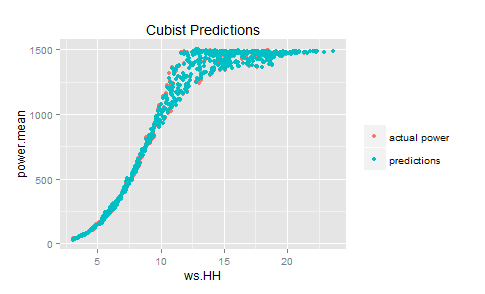 Cubist Predictions
1500
1000
500
0
power.mean
5 10 15 20
ws.HH
actual power
predictions